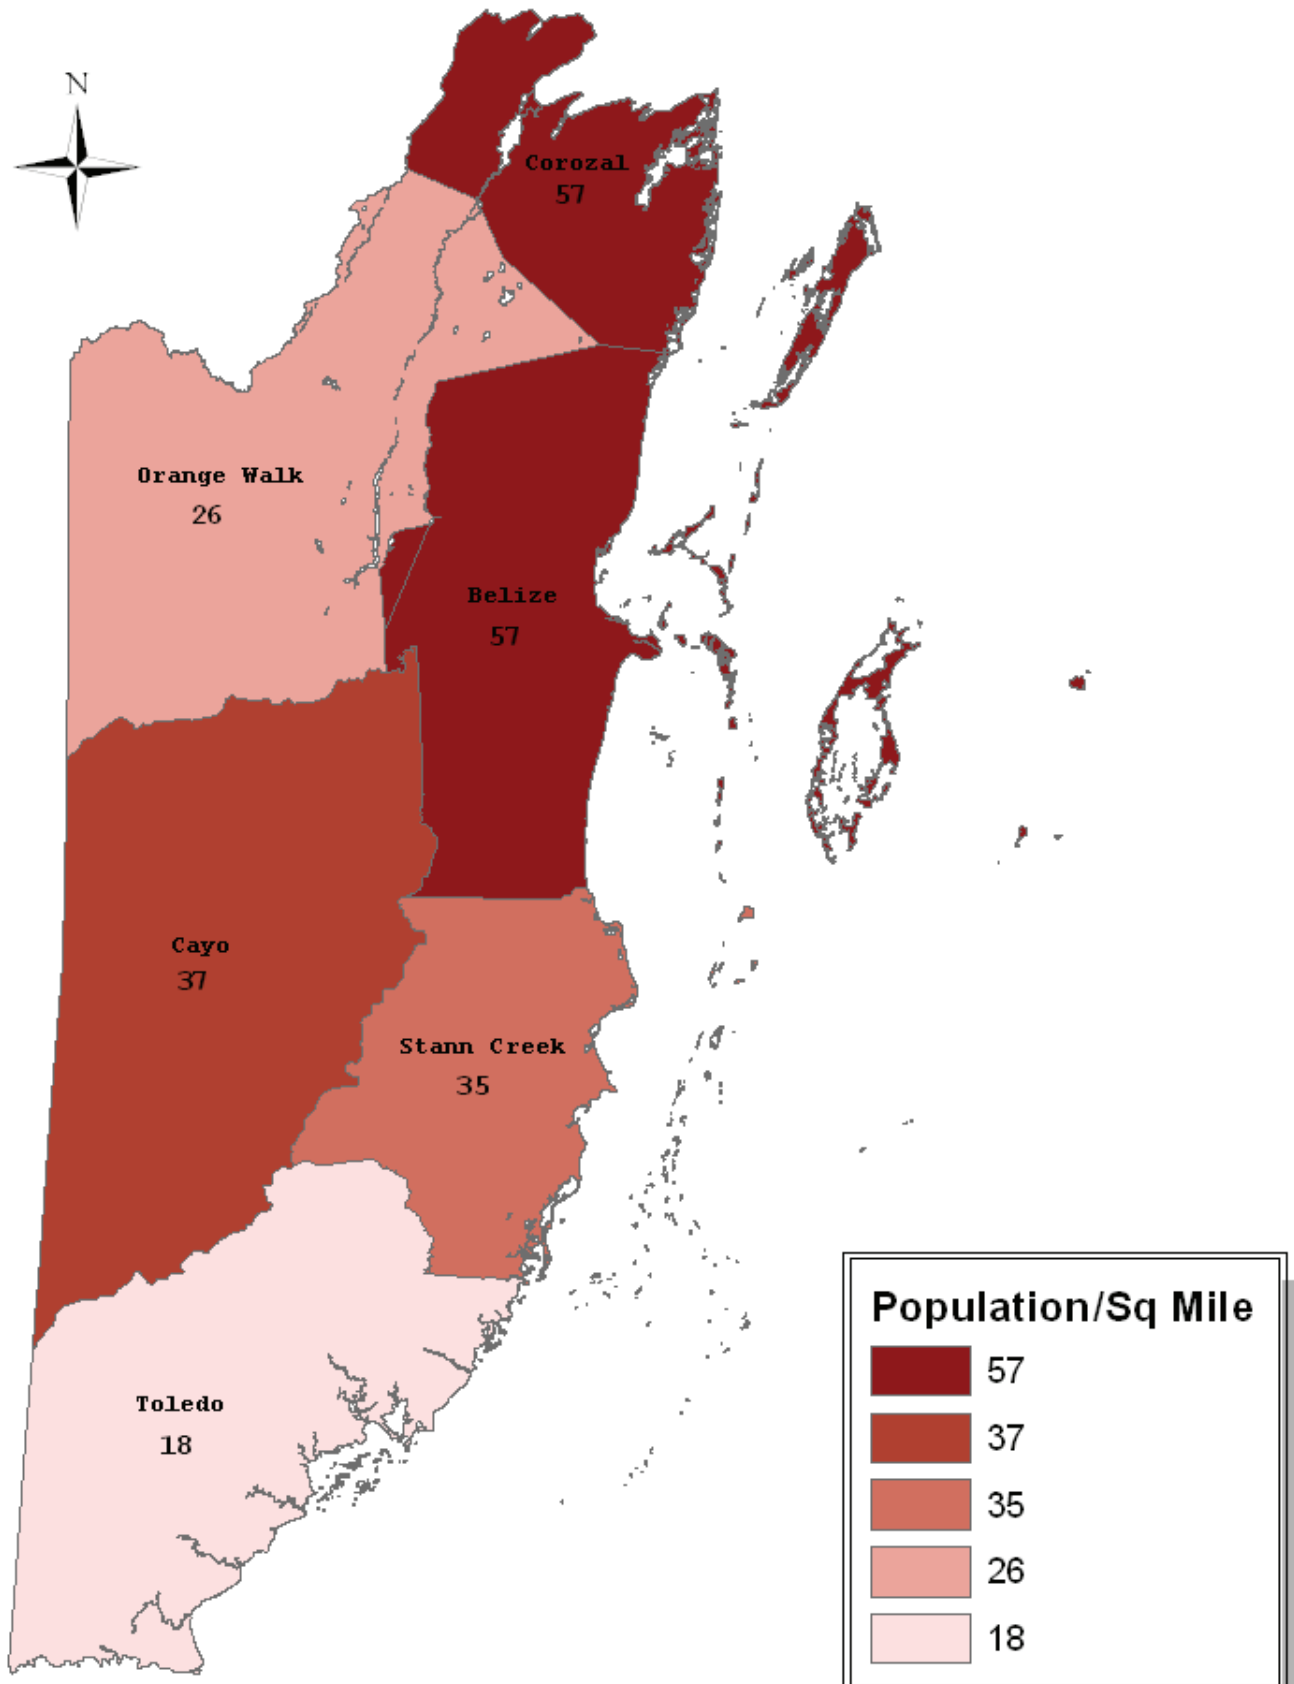 N
Corozal
57
Orange Walk
26
Belize
57
Cayo
37
Stann Creek
35
Toledo
18
Population/Sq Mile
57
37
35
26
18